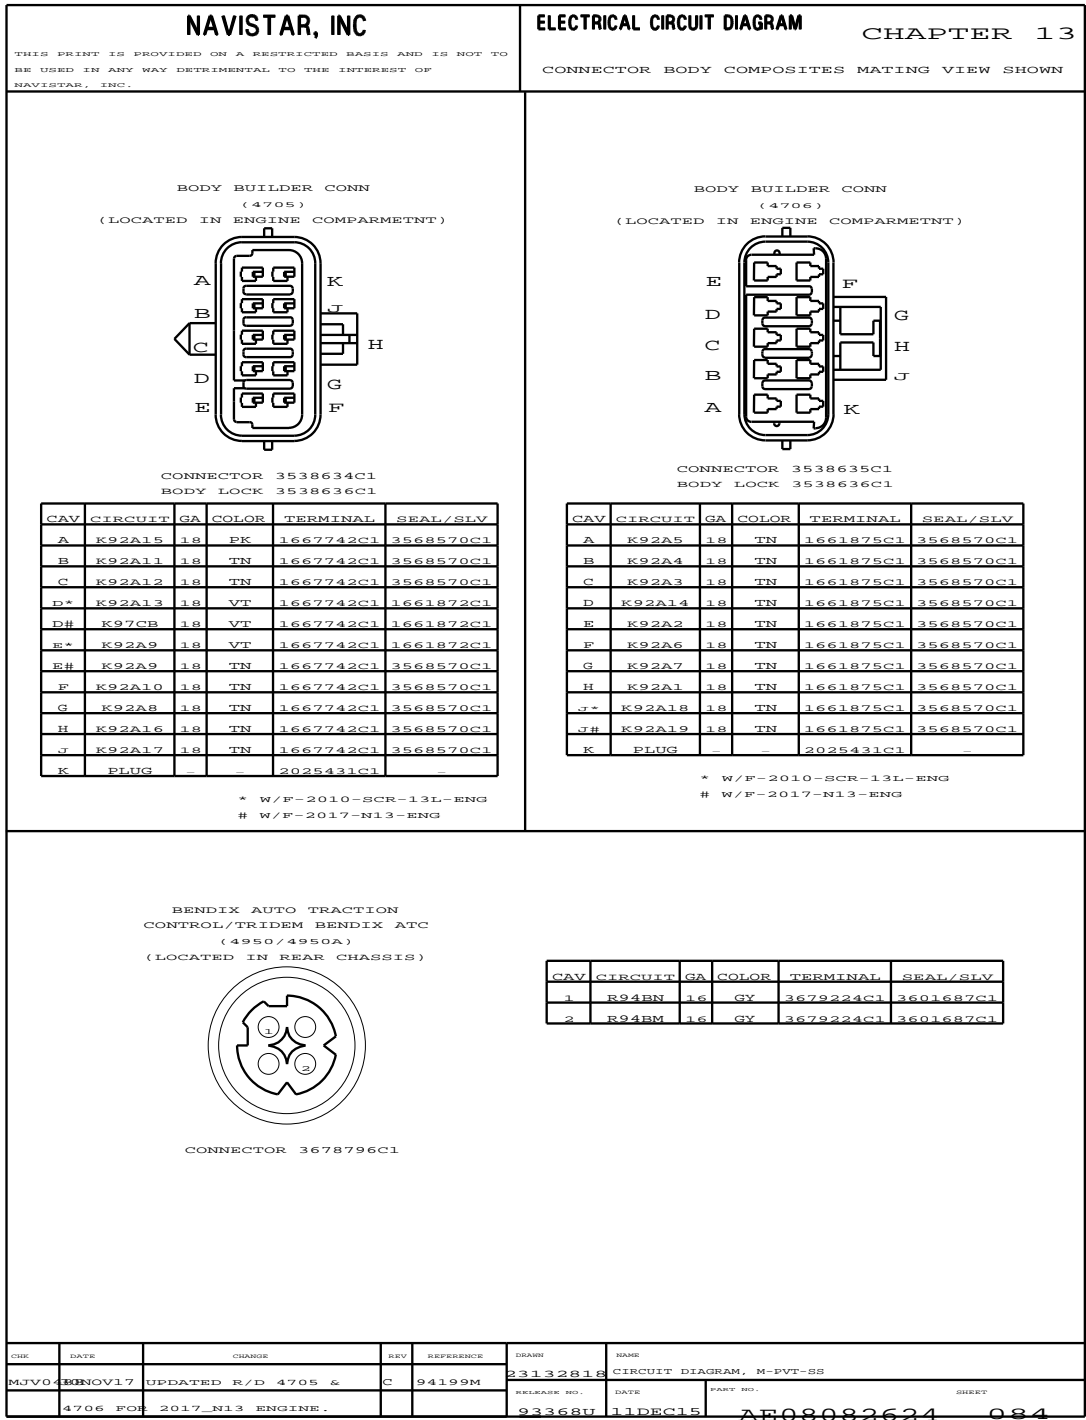 NAVISTAR, INC
THIS PRINT IS PROVIDED ON A RESTRICTED BASIS AND IS NOT TO
BE USED IN ANY WAY DETRIMENTAL TO THE INTEREST OF
NAVISTAR, INC.
ELECTRICAL CIRCUIT DIAGRAM
CHAPTER 13
CONNECTOR BODY COMPOSITES MATING VIEW SHOWN
BODY BUILDER CONN
(4705)
(LOCATED IN ENGINE COMPARMETNT)
A K
B J
C H
D G
E F
CONNECTOR 3538634C1
BODY LOCK 3538636C1
CAV CIRCUIT GA COLOR TERMINAL SEAL/SLV
A K92A15 18 PK 1667742C1 3568570C1
B K92A11 18 TN 1667742C1 3568570C1
C K92A12 18 TN 1667742C1 3568570C1
D* K92A13 18 VT 1667742C1 1661872C1
D# K97CB 18 VT 1667742C1 1661872C1
E* K92A9 18 VT 1667742C1 1661872C1
E# K92A9 18 TN 1667742C1 3568570C1
F K92A10 18 TN 1667742C1 3568570C1
G K92A8 18 TN 1667742C1 3568570C1
H K92A16 18 TN 1667742C1 3568570C1
J K92A17 18 TN 1667742C1 3568570C1
K PLUG - - 2025431C1 -
* W/F-2010-SCR-13L-ENG
# W/F-2017-N13-ENG
BODY BUILDER CONN
(4706)
(LOCATED IN ENGINE COMPARMETNT)
E F
D G
C H
B J
A K
CONNECTOR 3538635C1
BODY LOCK 3538636C1
CAV CIRCUIT GA COLOR TERMINAL SEAL/SLV
A K92A5 18 TN 1661875C1 3568570C1
B K92A4 18 TN 1661875C1 3568570C1
C K92A3 18 TN 1661875C1 3568570C1
D K92A14 18 TN 1661875C1 3568570C1
E K92A2 18 TN 1661875C1 3568570C1
F K92A6 18 TN 1661875C1 3568570C1
G K92A7 18 TN 1661875C1 3568570C1
H K92A1 18 TN 1661875C1 3568570C1
J* K92A18 18 TN 1661875C1 3568570C1
J# K92A19 18 TN 1661875C1 3568570C1
K PLUG - - 2025431C1 -
* W/F-2010-SCR-13L-ENG
# W/F-2017-N13-ENG
BENDIX AUTO TRACTION
CONTROL/TRIDEM BENDIX ATC
(4950/4950A)
(LOCATED IN REAR CHASSIS)
1
2
CONNECTOR 3678796C1
CAV CIRCUIT GA COLOR TERMINAL SEAL/SLV
1 R94BN 16 GY 3679224C1 3601687C1
2 R94BM 16 GY 3679224C1 3601687C1
CHK DATE CHANGE REV REFERENCE
UPDATED R/D 4705 & C 94199M
4706 FOR 2017_N13 ENGINE.
DRAWN NAME
23132818 CIRCUIT DIAGRAM, M-PVT-SS
RELEASE NO. DATE PART NO. SHEET
93368U 11DEC15 AE08082624 084